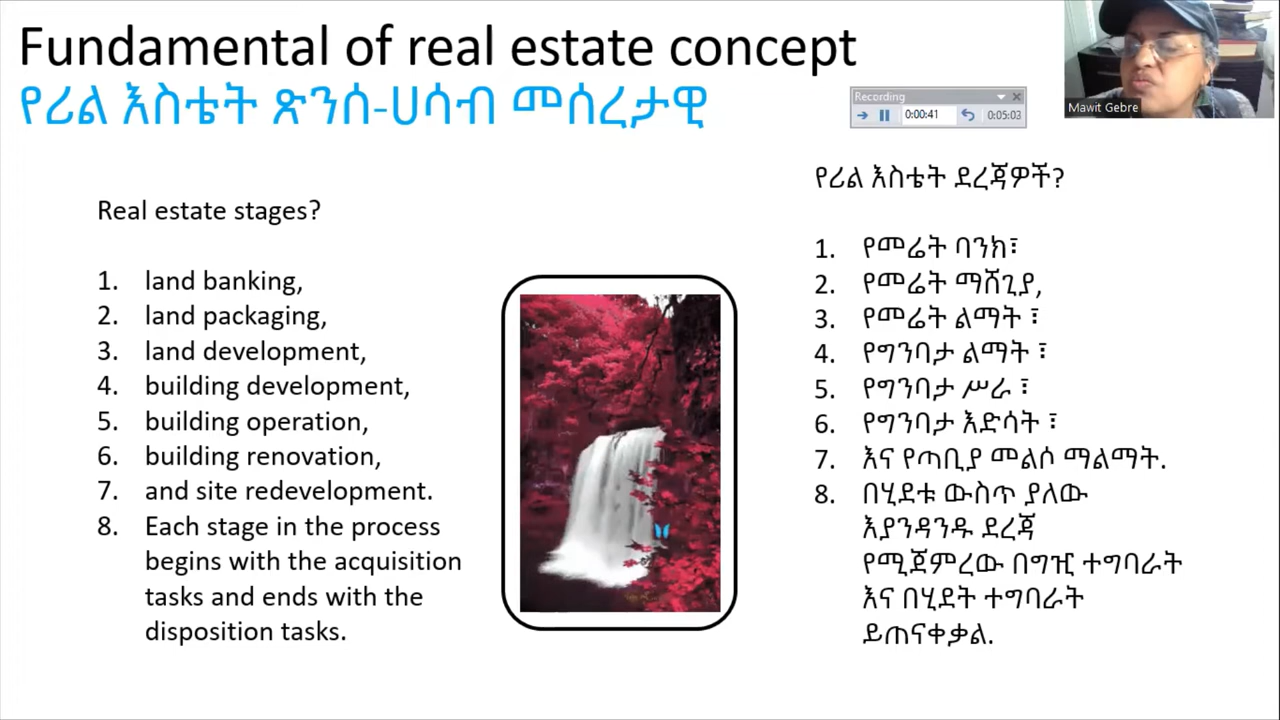 Fundamental of real estate concept
የሪል እስቴት ጽንሰ-ሀሳብ መሰረታዊ
Recording
0:00:41
0:05:03
Mawit Gebre
Real estate stages?
1. land banking,
2. land packaging,
3. land development,
4. building development,
5. building operation,
6. building renovation,
7. and site redevelopment.
8. Each stage in the process
begins with the acquisition
tasks and ends with the
disposition tasks.
የሪል እስቴት ደረጃዎች?
1. የመሬት ባንክ፣
2. የመሬት ማሸጊያ,
3. የመሬት ልማት ፣
4. የግንባታ ልማት ፣
5. የግንባታ ሥራ ፣
6. የግንባታ እድሳት ፣
7. እና የጣቢያ መልሶ ማልማት.
8. በሂደቱ ውስጥ ያለው
እያንዳንዱ ደረጃ
የሚጀምረው በግዢ ተግባራት
እና በሂደት ተግባራት
ይጠናቀቃል.